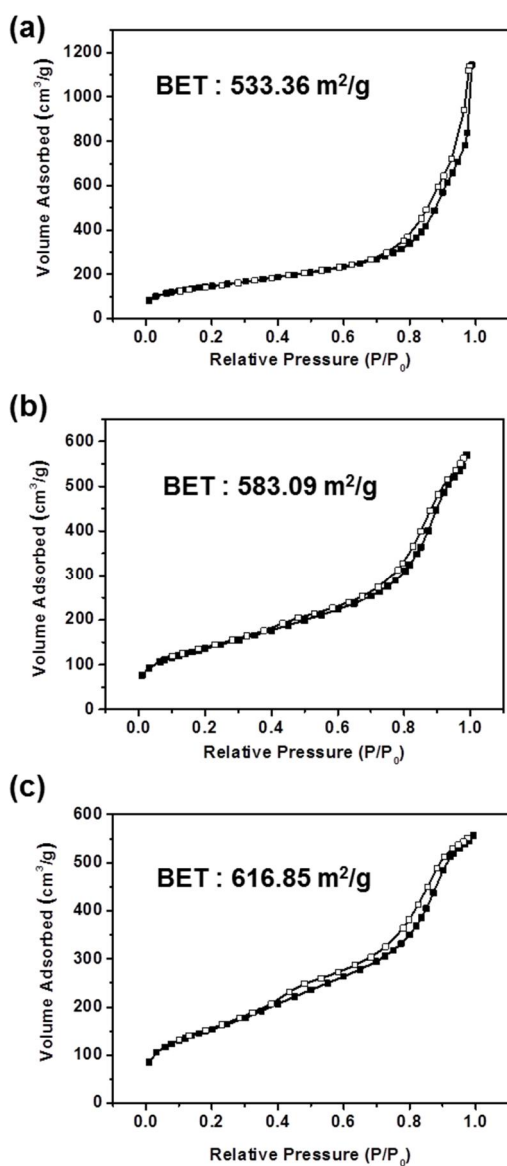 (a)
BET : 533.36 m²/g
Volume Adsorbed (cm³/g)
1200
1000
800
600
400
200
0
0.0 0.2 0.4 0.6 0.8 1.0
Relative Pressure (P/P₀)
(b)
BET : 583.09 m²/g
Volume Adsorbed (cm³/g)
600
500
400
300
200
100
0
0.0 0.2 0.4 0.6 0.8 1.0
Relative Pressure (P/P₀)
(c)
BET : 616.85 m²/g
Volume Adsorbed (cm³/g)
600
500
400
300
200
100
0
0.0 0.2 0.4 0.6 0.8 1.0
Relative Pressure (P/P₀)